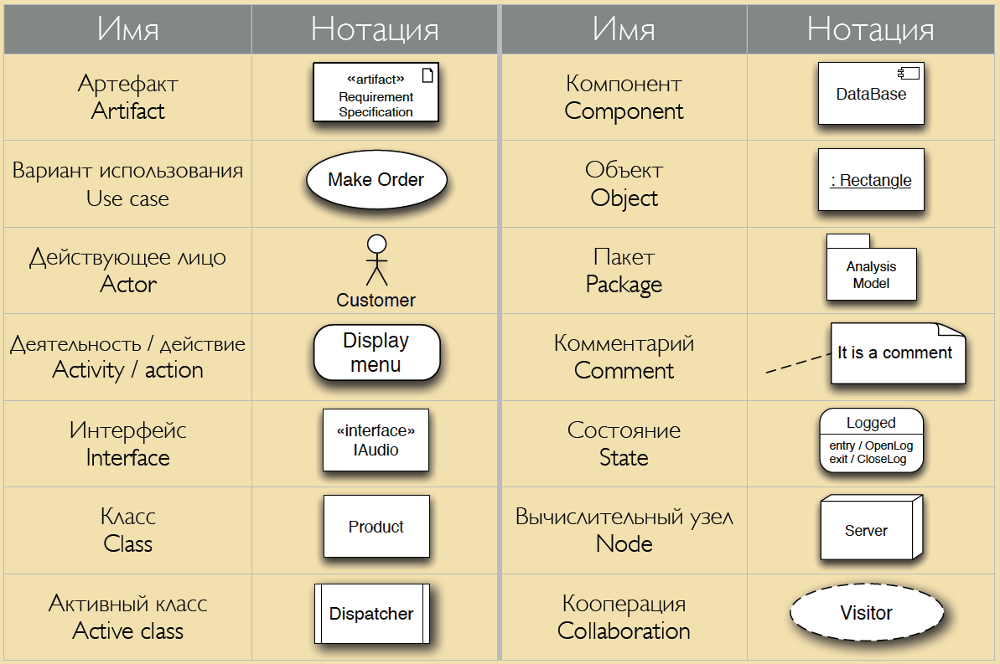 Имя
Нотация
Имя
Нотация
Артефакт
Artifact
«artifact»
Requirement
Specification
Компонент
Component
DataBase
Вариант использования
Use case
Make Order
Объект
Object
: Rectangle
Действующее лицо
Actor
Customer
Пакет
Package
Analysis
Model
Деятельность / действие
Activity / action
Display
menu
Комментарий
Comment
It is a comment
Интерфейс
Interface
«interface»
IAudio
Состояние
State
Logged
entry / OpenLog
exit / CloseLog
Класс
Class
Product
Вычислительный узел
Node
Server
Активный класс
Active class
Dispatcher
Кооперация
Collaboration
Visitor